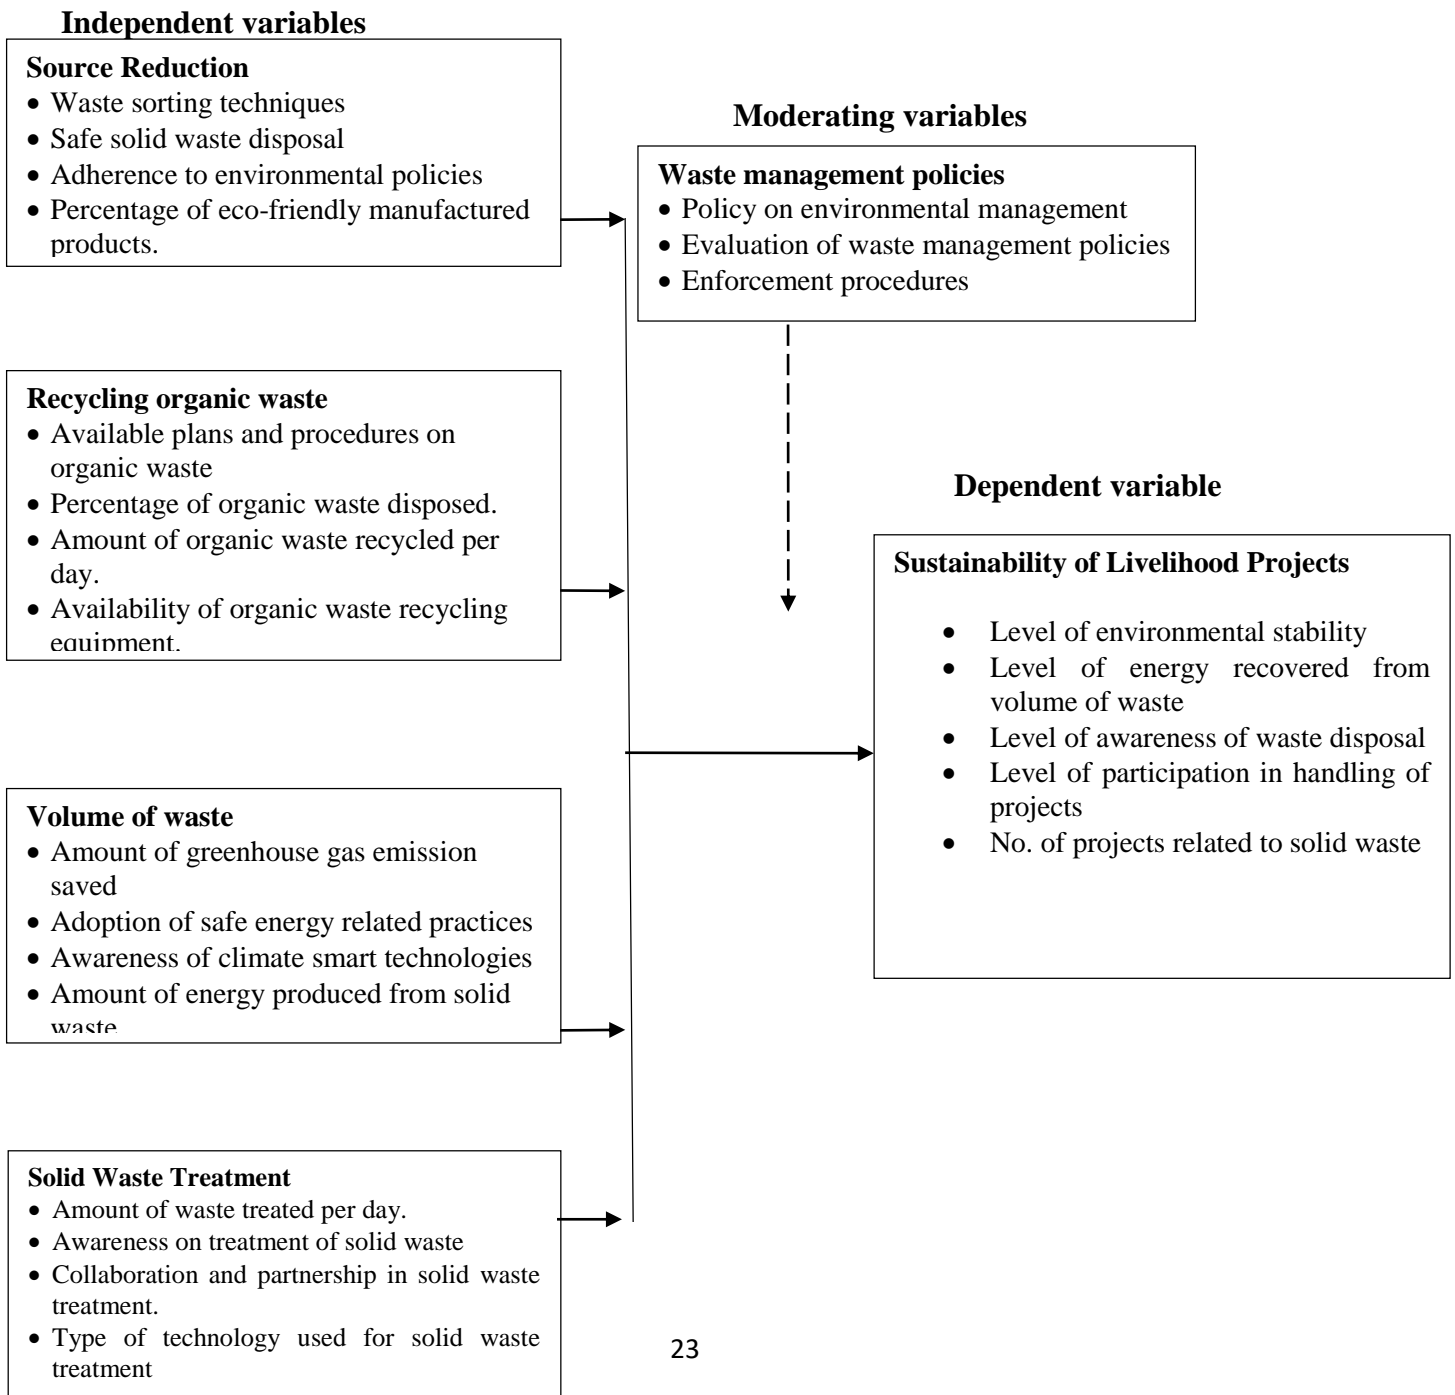 Independent variables
Source Reduction
• Waste sorting techniques
• Safe solid waste disposal
• Adherence to environmental policies
• Percentage of eco-friendly manufactured
products.
Moderating variables
Waste management policies
• Policy on environmental management
• Evaluation of waste management policies
• Enforcement procedures
Recycling organic waste
• Available plans and procedures on
organic waste
• Percentage of organic waste disposed.
• Amount of organic waste recycled per
day.
• Availability of organic waste recycling
equipment.
Dependent variable
Sustainability of Livelihood Projects
• Level of environmental stability
• Level of energy recovered from
volume of waste
• Level of awareness of waste disposal
• Level of participation in handling of
projects
• No. of projects related to solid waste
Volume of waste
• Amount of greenhouse gas emission
saved
• Adoption of safe energy related practices
• Awareness of climate smart technologies
• Amount of energy produced from solid
waste
Solid Waste Treatment
• Amount of waste treated per day.
• Awareness on treatment of solid waste
• Collaboration and partnership in solid waste
treatment.
• Type of technology used for solid waste
treatment
23